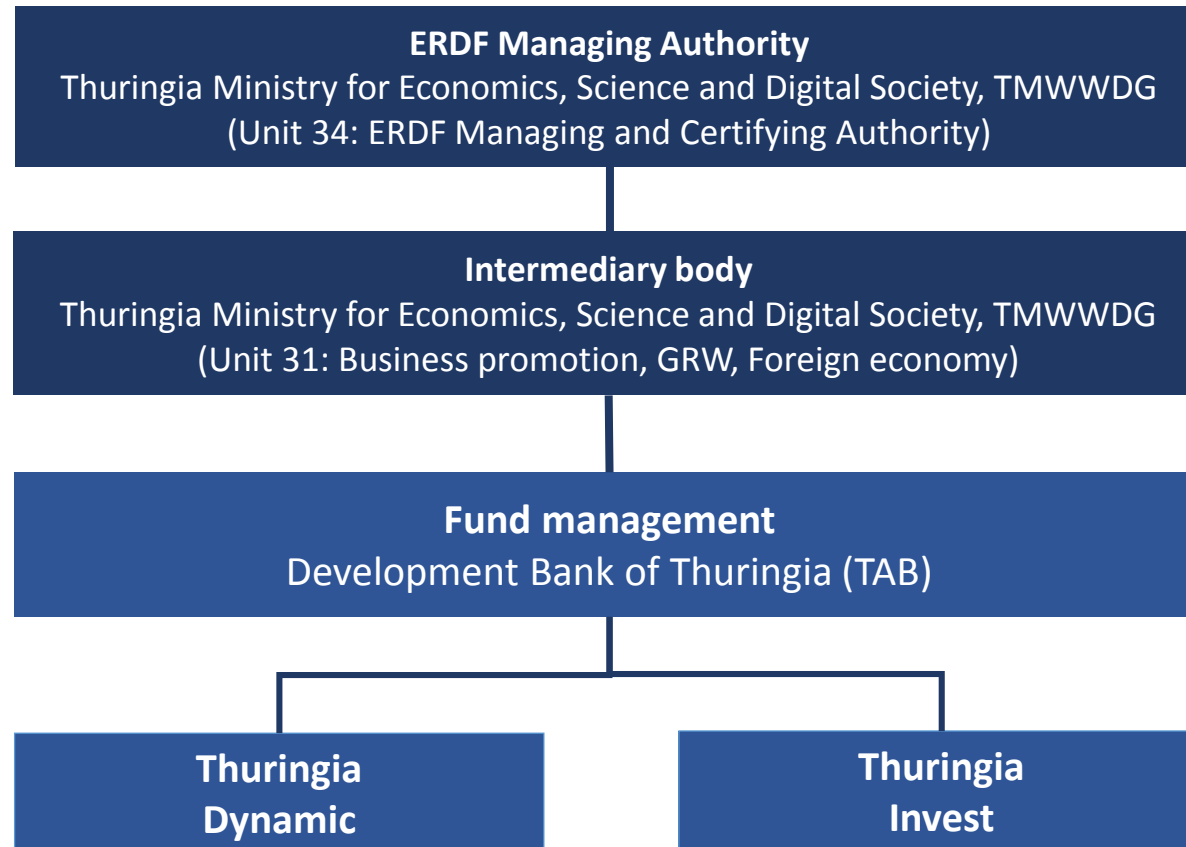 ERDF Managing Authority
Thuringia Ministry for Economics, Science and Digital Society, TMWWDG
(Unit 34: ERDF Managing and Certifying Authority)
Intermediary body
Thuringia Ministry for Economics, Science and Digital Society, TMWWDG
(Unit 31: Business promotion, GRW, Foreign economy)
Fund management
Development Bank of Thuringia (TAB)
Thuringia
Dynamic
Thuringia
Invest